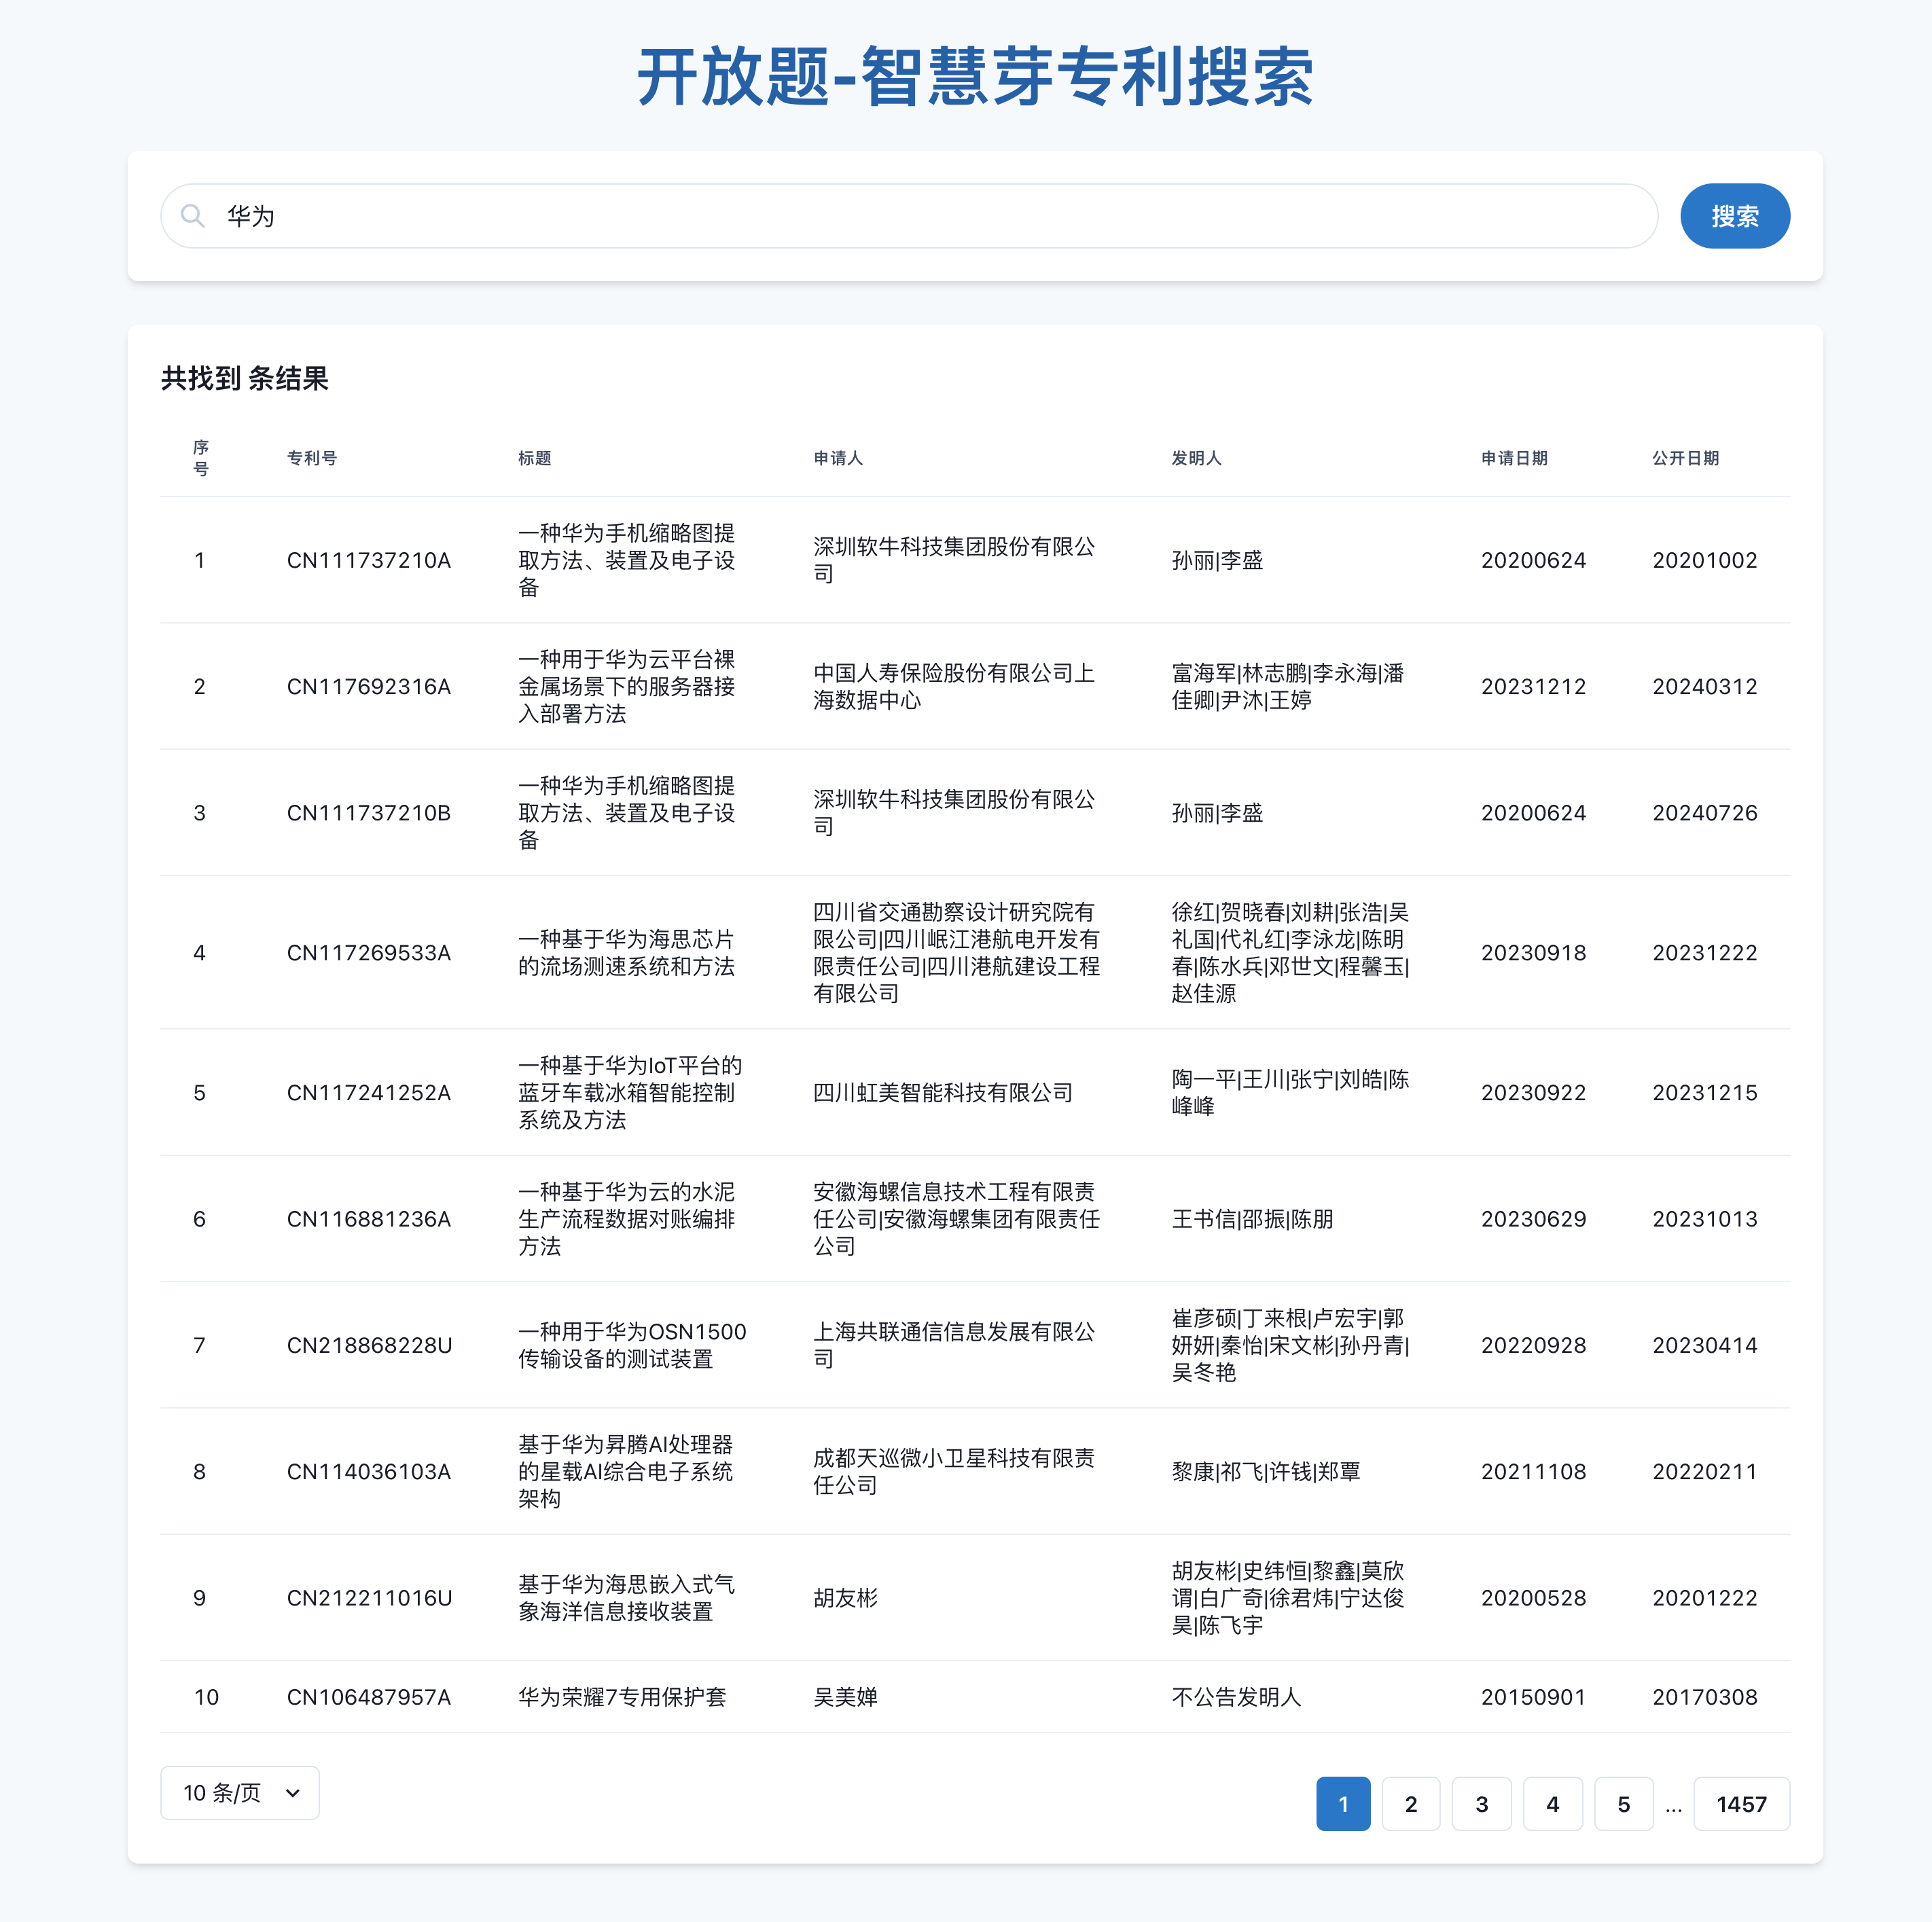 开放题-智慧芽专利搜索
华为
搜索
共找到 条结果
序号 专利号 标题 申请人 发明人 申请日期 公开日期
1 CN111737210A 一种华为手机缩略图提取方法、装置及电子设备 深圳软牛科技集团股份有限公司 孙丽|李盛 20200624 20201002
2 CN117692316A 一种用于华为云平台裸金属场景下的服务器接入部署方法 中国人寿保险股份有限公司上海数据中心 富海军|林志鹏|李永海|潘佳卿|尹沐|王婷 20231212 20240312
3 CN111737210B 一种华为手机缩略图提取方法、装置及电子设备 深圳软牛科技集团股份有限公司 孙丽|李盛 20200624 20240726
4 CN117269533A 一种基于华为海思芯片的流场测速系统和方法 四川省交通勘察设计研究院有限公司|四川岷江港航电开发有限责任公司|四川港航建设工程有限公司 徐红|贺晓春|刘耕|张浩|吴礼国|代礼红|李泳龙|陈明春|陈水兵|邓世文|程馨玉|赵佳源 20230918 20231222
5 CN117241252A 一种基于华为IoT平台的蓝牙车载冰箱智能控制系统及方法 四川虹美智能科技有限公司 陶一平|王川|张宁|刘皓|陈峰峰 20230922 20231215
6 CN116881236A 一种基于华为云的水泥生产流程数据对账编排方法 安徽海螺信息技术工程有限责任公司|安徽海螺集团有限责任公司 王书信|邵振|陈朋 20230629 20231013
7 CN218868228U 一种用于华为OSN1500传输设备的测试装置 上海共联通信信息发展有限公司 崔彦硕|丁来根|卢宏宇|郭妍妍|秦怡|宋文彬|孙丹青|吴冬艳 20220928 20230414
8 CN114036103A 基于华为昇腾AI处理器的星载AI综合电子系统架构 成都天巡微小卫星科技有限责任公司 黎康|祁飞|许钱|郑覃 20211108 20220211
9 CN212211016U 基于华为海思嵌入式气象海洋信息接收装置 胡友彬 胡友彬|史纬恒|黎鑫|莫欣谓|白广奇|徐君炜|宁达俊昊|陈飞宇 20200528 20201222
10 CN106487957A 华为荣耀7专用保护套 吴美婵 不公告发明人 20150901 20170308
10 条/页 1 2 3 4 5 ... 1457